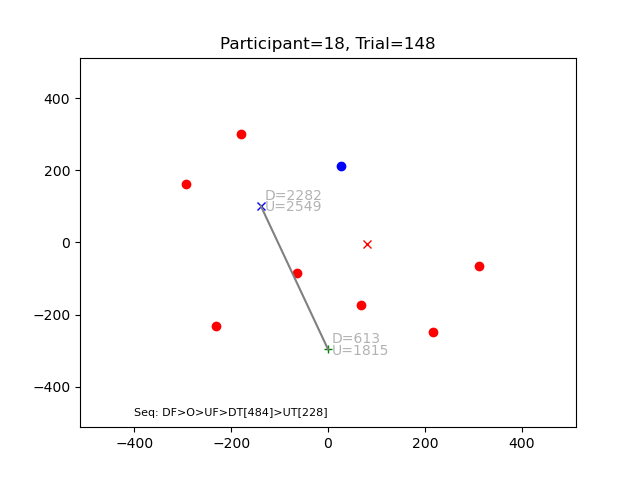 Participant=18, Trial=148
400
200
0
−200
−400
D=2282
U=2549
D=613
U=1815
Seq: DF>O>UF>DT[484]>UT[228]
−400
−200
0
200
400